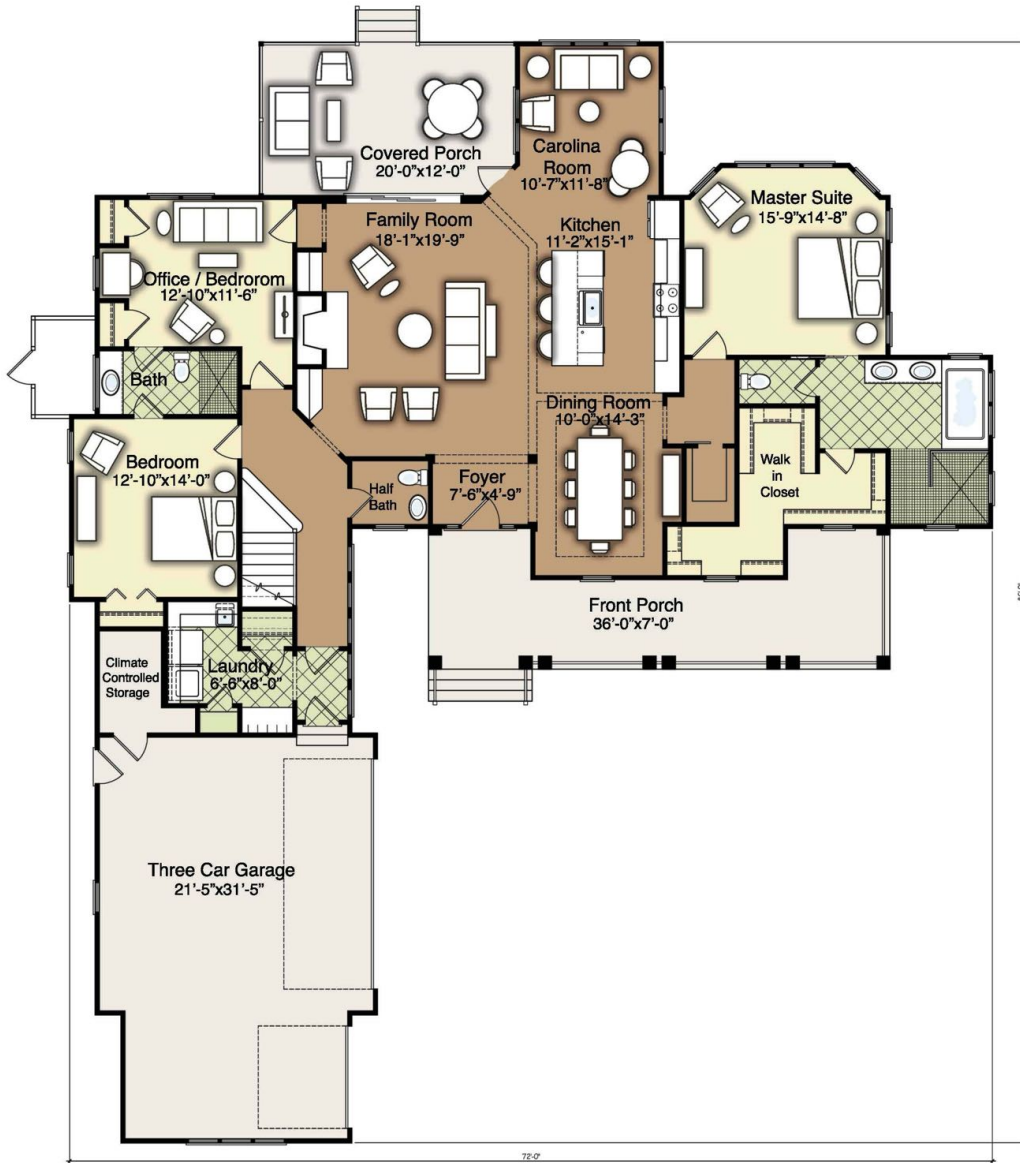 Covered Porch
20'-0"x12'-0"
Carolina
Room
10'-7"x11'-8"
Family Room
18'-1"x19'-9"
Kitchen
11'-2"x15'-1"
Master Suite
15'-9"x14'-8"
Office / Bedrorom
12'-10"x11'-6"
Bath
Dining Room
10'-0"x14'-3"
Bedroom
12'-10"x14'-0"
Half
Bath
Foyer
7'-6"x4'-9"
Walk
in
Closet
Front Porch
36'-0"x7'-0"
Climate
Controlled
Storage
Laundry
6'-6"x8'-0"
Three Car Garage
21'-5"x31'-5"
72'-0"